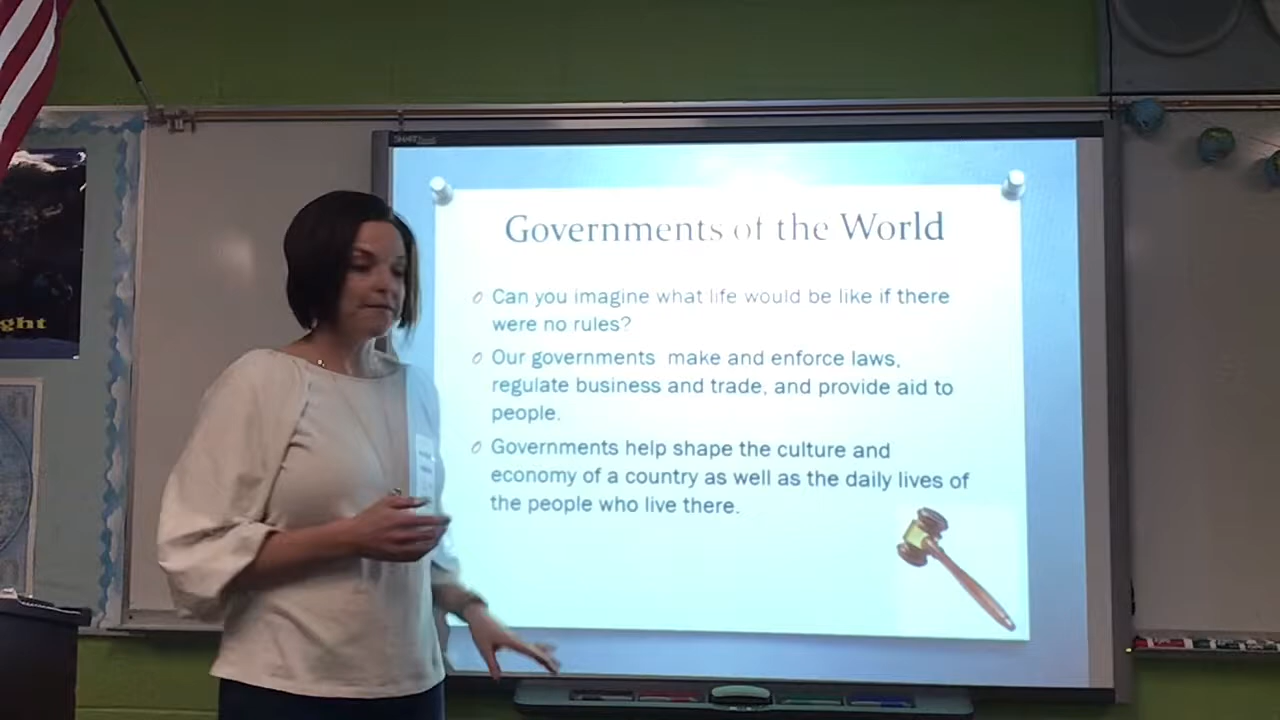 SMART Board
ght
Governments of the World
Can you imagine what life would be like if there
were no rules?
Our governments make and enforce laws,
regulate business and trade, and provide aid to
people.
Governments help shape the culture and
economy of a country as well as the daily lives of
the people who live there.